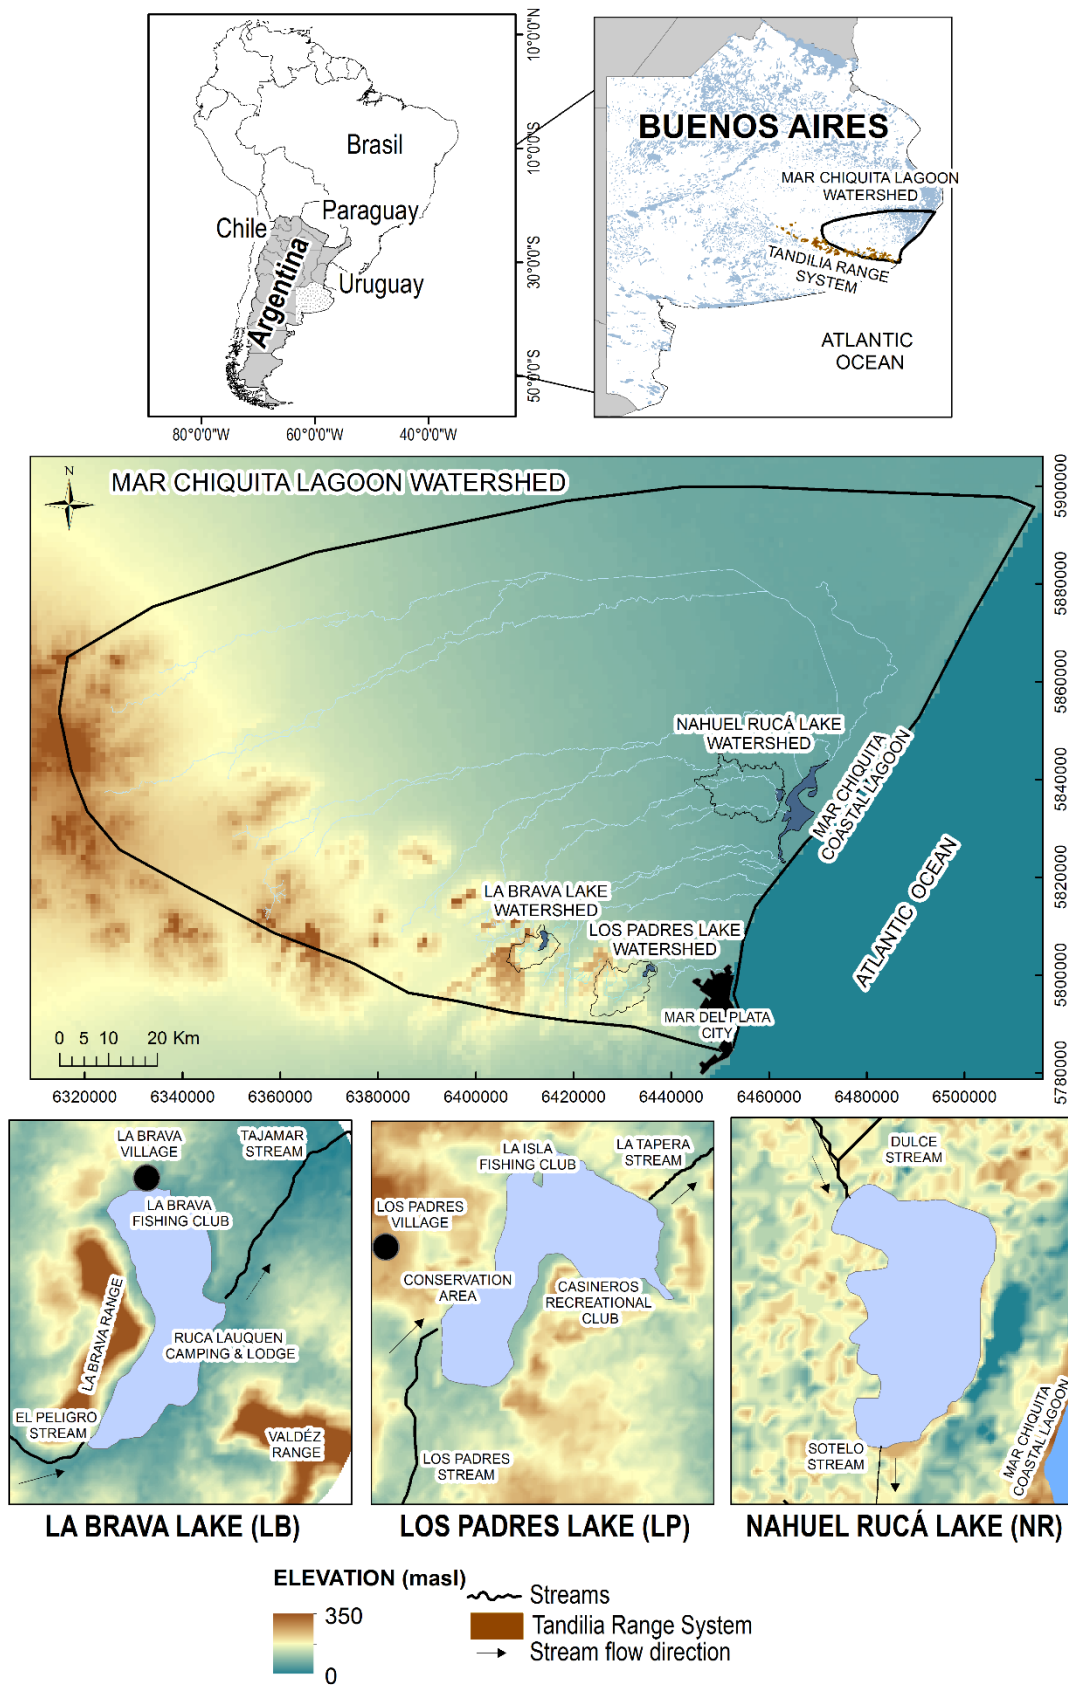 Brasil
Paraguay
Chile
Argentina
Uruguay
10°0'0"N
10°0'0"S
30°0'0"S
50°0'0"S
80°0'0"W
60°0'0"W
40°0'0"W
BUENOS AIRES
MAR CHIQUITA LAGOON
WATERSHED
TANDILIA RANGE
SYSTEM
ATLANTIC
OCEAN
N
MAR CHIQUITA LAGOON WATERSHED
NAHUEL RUCÁ LAKE
WATERSHED
MAR CHIQUITA
COASTAL LAGOON
LA BRAVA LAKE
WATERSHED
LOS PADRES LAKE
WATERSHED
ATLANTIC OCEAN
MAR DEL PLATA
CITY
0 5 10 20 Km
5900000
5880000
5860000
5840000
5820000
5800000
5780000
6320000 6340000 6360000 6380000 6400000 6420000 6440000 6460000 6480000 6500000
LA BRAVA
VILLAGE
TAJAMAR
STREAM
LA BRAVA
FISHING CLUB
LA BRAVA RANGE
RUCA LAUQUEN
CAMPING & LODGE
EL PELIGRO
STREAM
VALDÉZ
RANGE
LA BRAVA LAKE (LB)
LA ISLA
FISHING CLUB
LA TAPERA
STREAM
LOS PADRES
VILLAGE
CONSERVATION
AREA
CASINEROS
RECREATIONAL
CLUB
LOS PADRES
STREAM
LOS PADRES LAKE (LP)
DULCE
STREAM
SOTELO
STREAM
MAR CHIQUITA
COASTAL LAGOON
NAHUEL RUCÁ LAKE (NR)
ELEVATION (masl)
350
0
Streams
Tandilia Range System
Stream flow direction